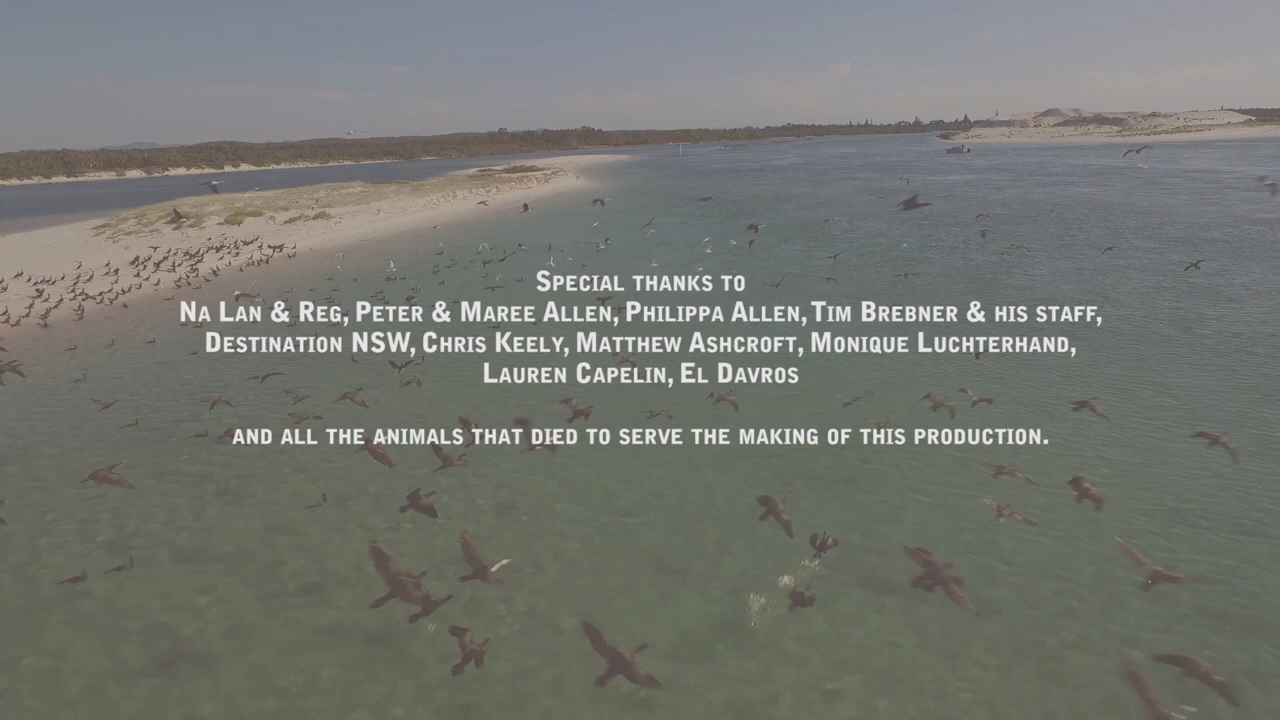 Special thanks to
Na Lan & Reg, Peter & Maree Allen, Philippa Allen, Tim Brebner & his staff,
Destination NSW, Chris Keely, Matthew Ashcroft, Monique Luchterhand,
Lauren Capelin, El Davros
and all the animals that died to serve the making of this production.